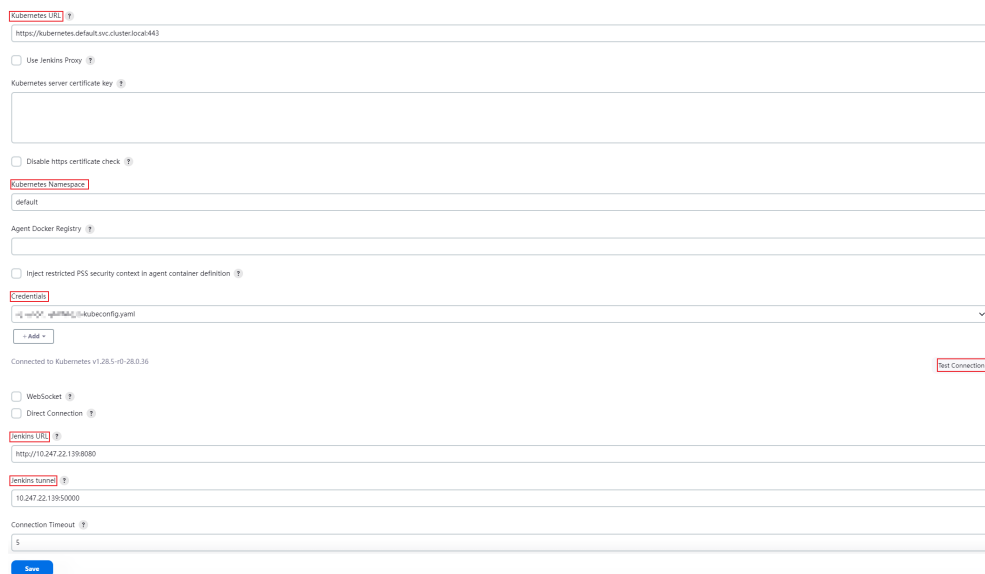 Kubernetes URL ?
https://kubernetes.default.svc.cluster.local:443
Use Jenkins Proxy ?
Kubernetes server certificate key ?
Disable https certificate check ?
Kubernetes Namespace
default
Agent Docker Registry ?
Inject restricted PSS security context in agent container definition ?
Credentials
kubeconfig.yaml
+ Add
Connected to Kubernetes v1.28.5-r0-28.0.36
Test Connection
WebSocket ?
Direct Connection ?
Jenkins URL ?
http://10.247.22.139:8080
Jenkins tunnel ?
10.247.22.139:50000
Connection Timeout ?
5
Save